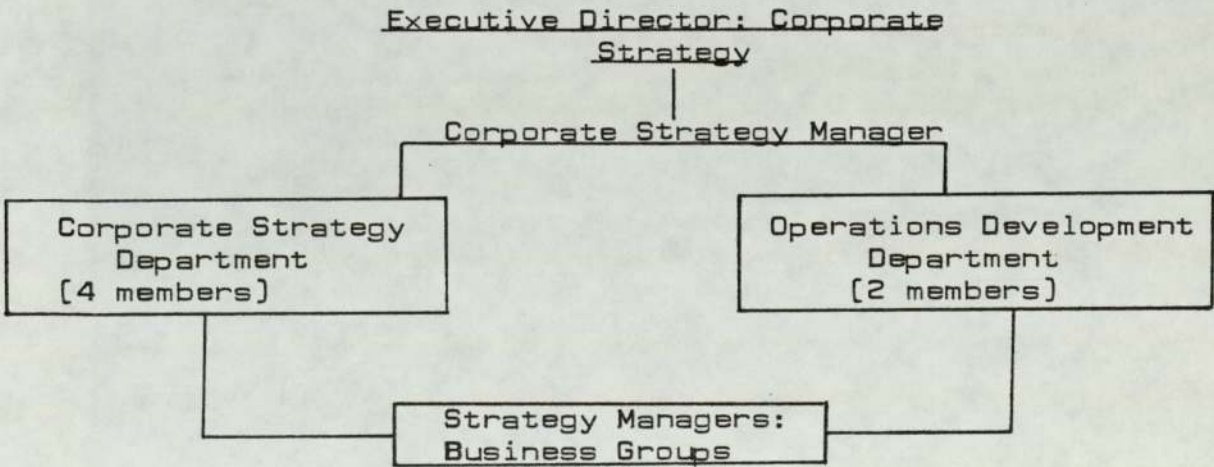 Executive Director: Corporate
Strategy
Corporate Strategy Manager
Corporate Strategy
Department
[4 members]
Operations Development
Department
[2 members]
Strategy Managers:
Business Groups